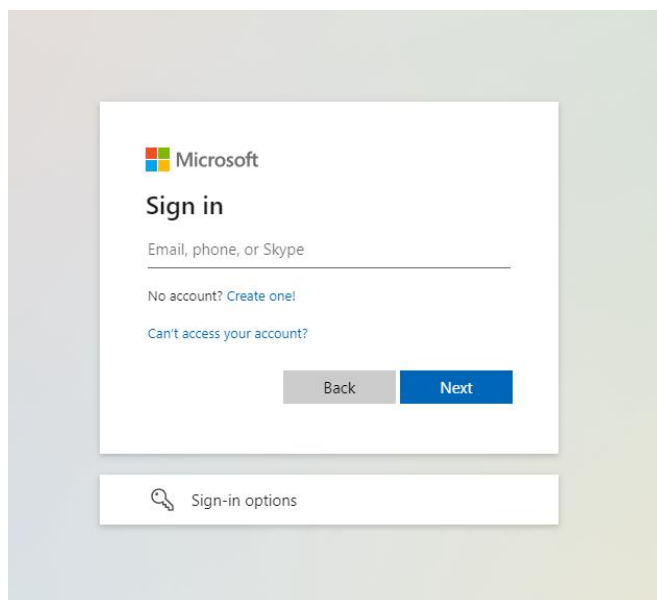 Microsoft
Sign in
Email, phone, or Skype
No account? Create one!
Can't access your account?
Back Next
Sign-in options